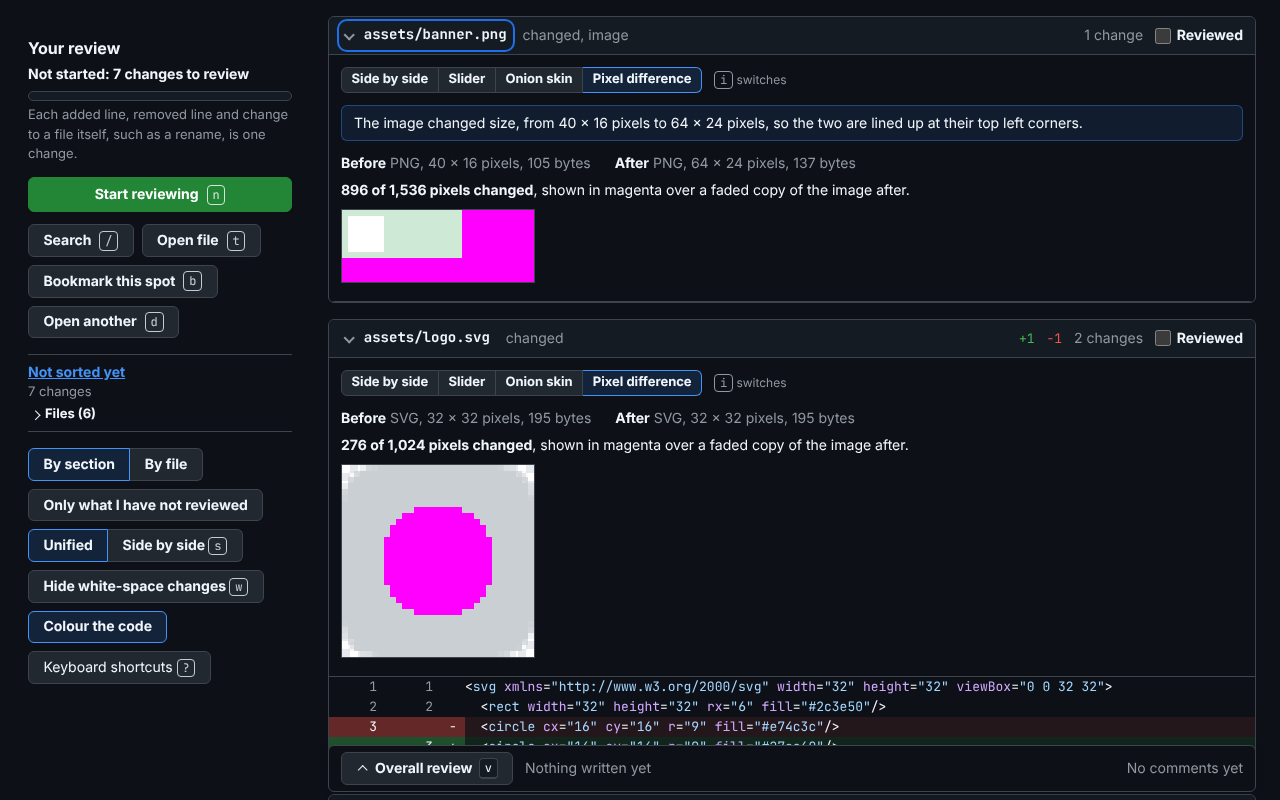 Your review
Not started: 7 changes to review
Each added line, removed line and change
to a file itself, such as a rename, is one
change.
Start reviewing n
Search / Open file t
Bookmark this spot b
Open another d
Not sorted yet
7 changes
Files (6)
By section By file
Only what I have not reviewed
Unified Side by side s
Hide white-space changes w
Colour the code
Keyboard shortcuts ?
assets/banner.png changed, image 1 change Reviewed
Side by side Slider Onion skin Pixel difference i switches
The image changed size, from 40 × 16 pixels to 64 × 24 pixels, so the two are lined up at their top left corners.
Before PNG, 40 × 16 pixels, 105 bytes After PNG, 64 × 24 pixels, 137 bytes
896 of 1,536 pixels changed, shown in magenta over a faded copy of the image after.
assets/logo.svg changed +1 -1 2 changes Reviewed
Side by side Slider Onion skin Pixel difference i switches
Before SVG, 32 × 32 pixels, 195 bytes After SVG, 32 × 32 pixels, 195 bytes
276 of 1,024 pixels changed, shown in magenta over a faded copy of the image after.
1 1 <svg xmlns="http://www.w3.org/2000/svg" width="32" height="32" viewBox="0 0 32 32">
2 2 <rect width="32" height="32" rx="6" fill="#2c3e50"/>
3 - <circle cx="16" cy="16" r="9" fill="#e74c3c"/>
Overall review v Nothing written yet No comments yet